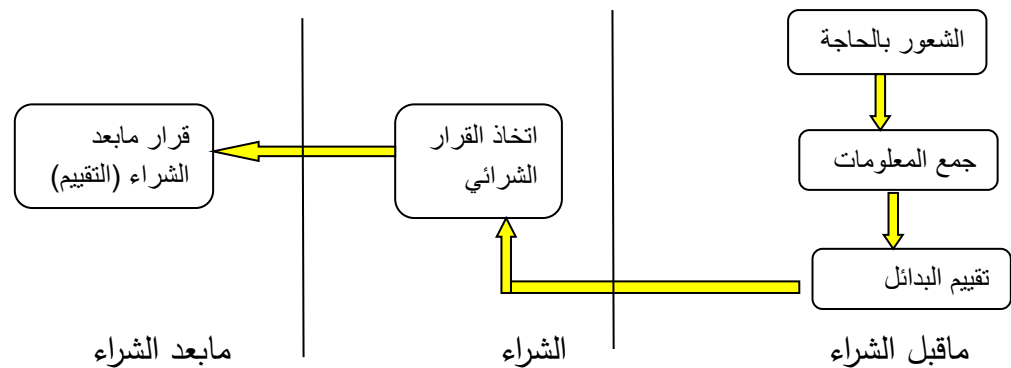 الشعور بالحاجة
جمع المعلومات
تقييم البدائل
اتخاذ القرار
الشرائي
قرار مابعد
الشراء (التقييم)
ماقبل الشراء
الشراء
مابعد الشراء